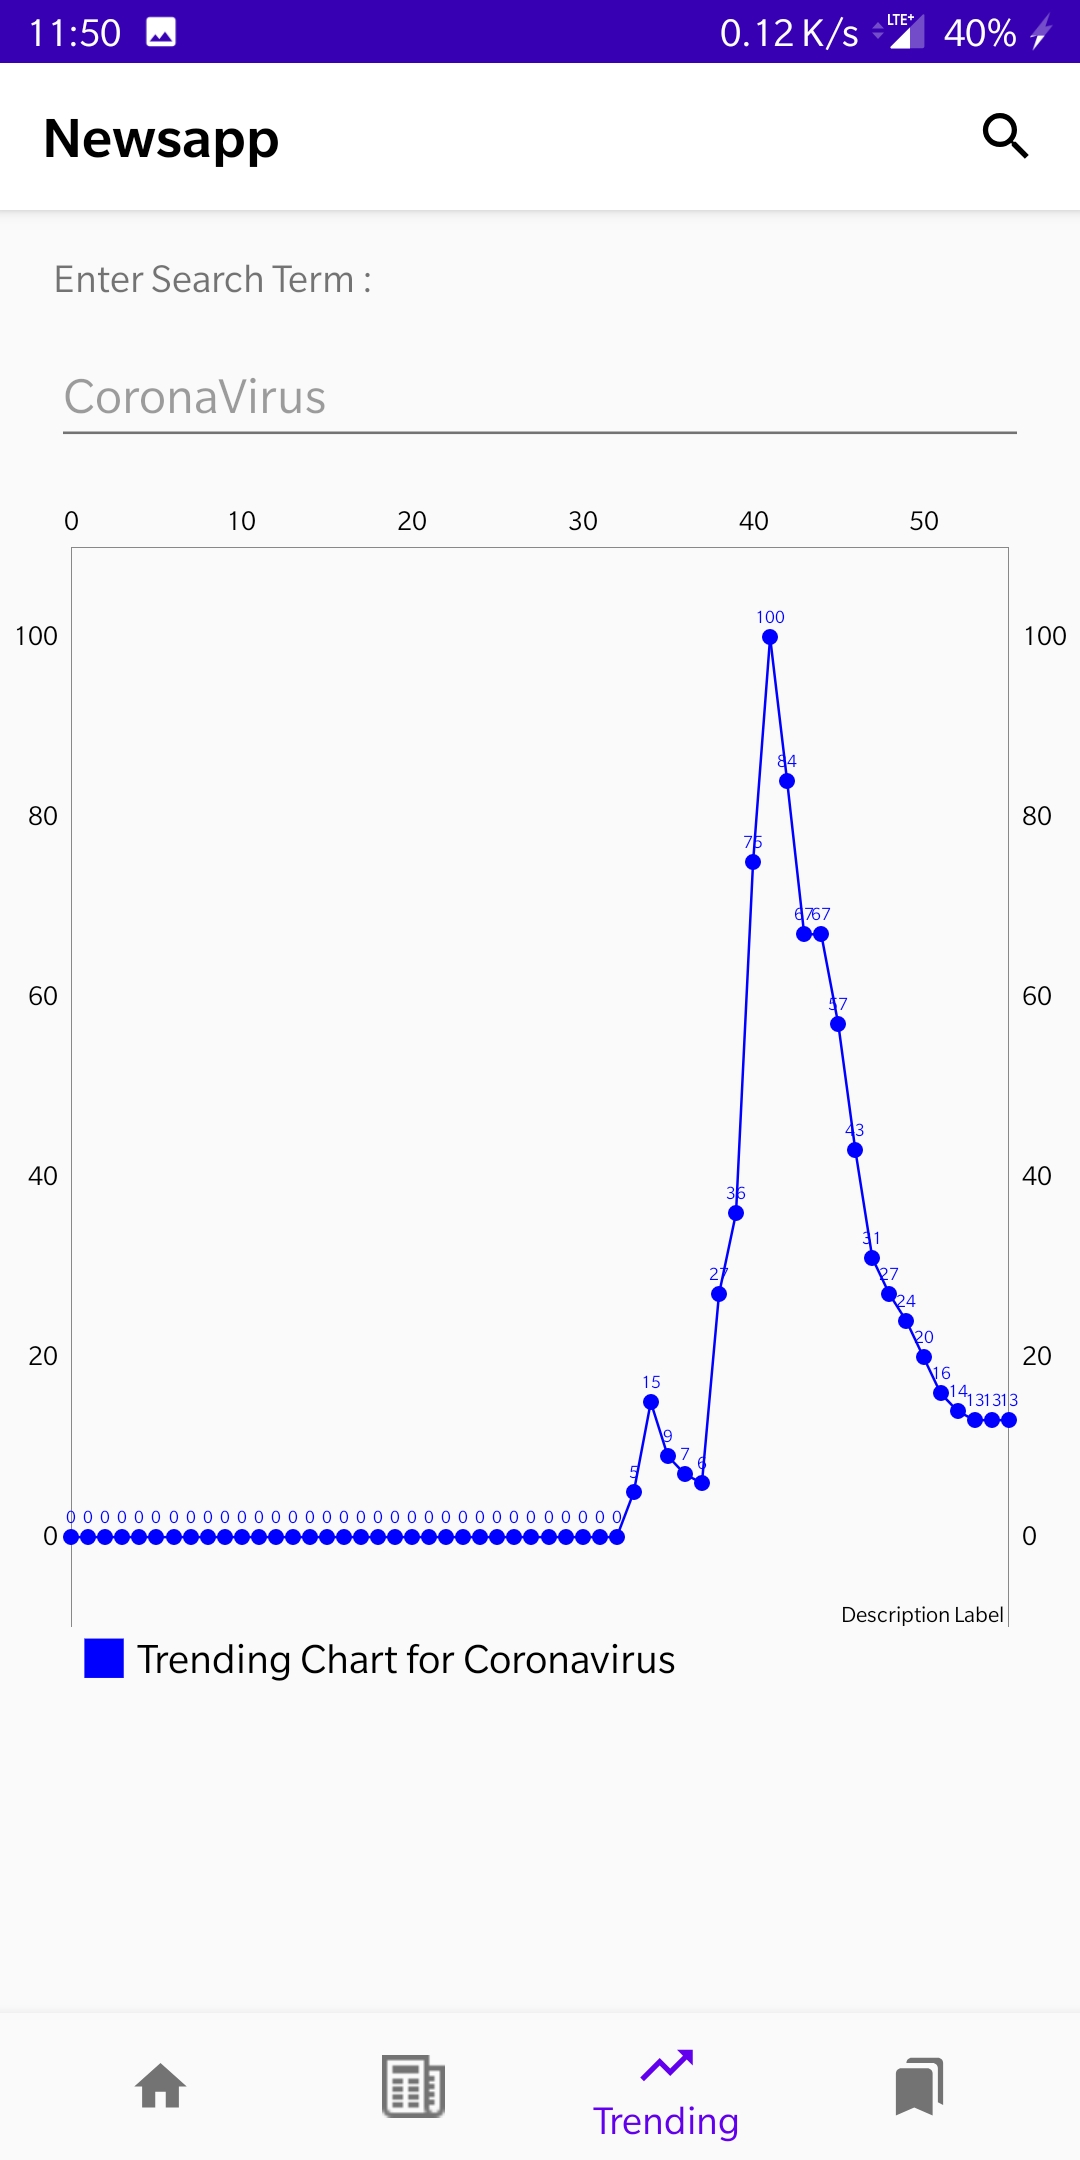 11:50 0.12 K/s LTE+ 40%
Newsapp
Enter Search Term :
CoronaVirus
0 10 20 30 40 50
100
100 100
84
80 80
75
67 67
60 60
57
43
40 40
36
31
27 27
24
20
20 20
16
15 14 13 13 13
9
7
6
5
0 0 0 0 0 0 0 0 0 0 0 0 0 0 0 0 0 0 0 0 0 0 0 0 0 0 0 0 0 0 0 0 0
0 0
Description Label
Trending Chart for Coronavirus
Trending